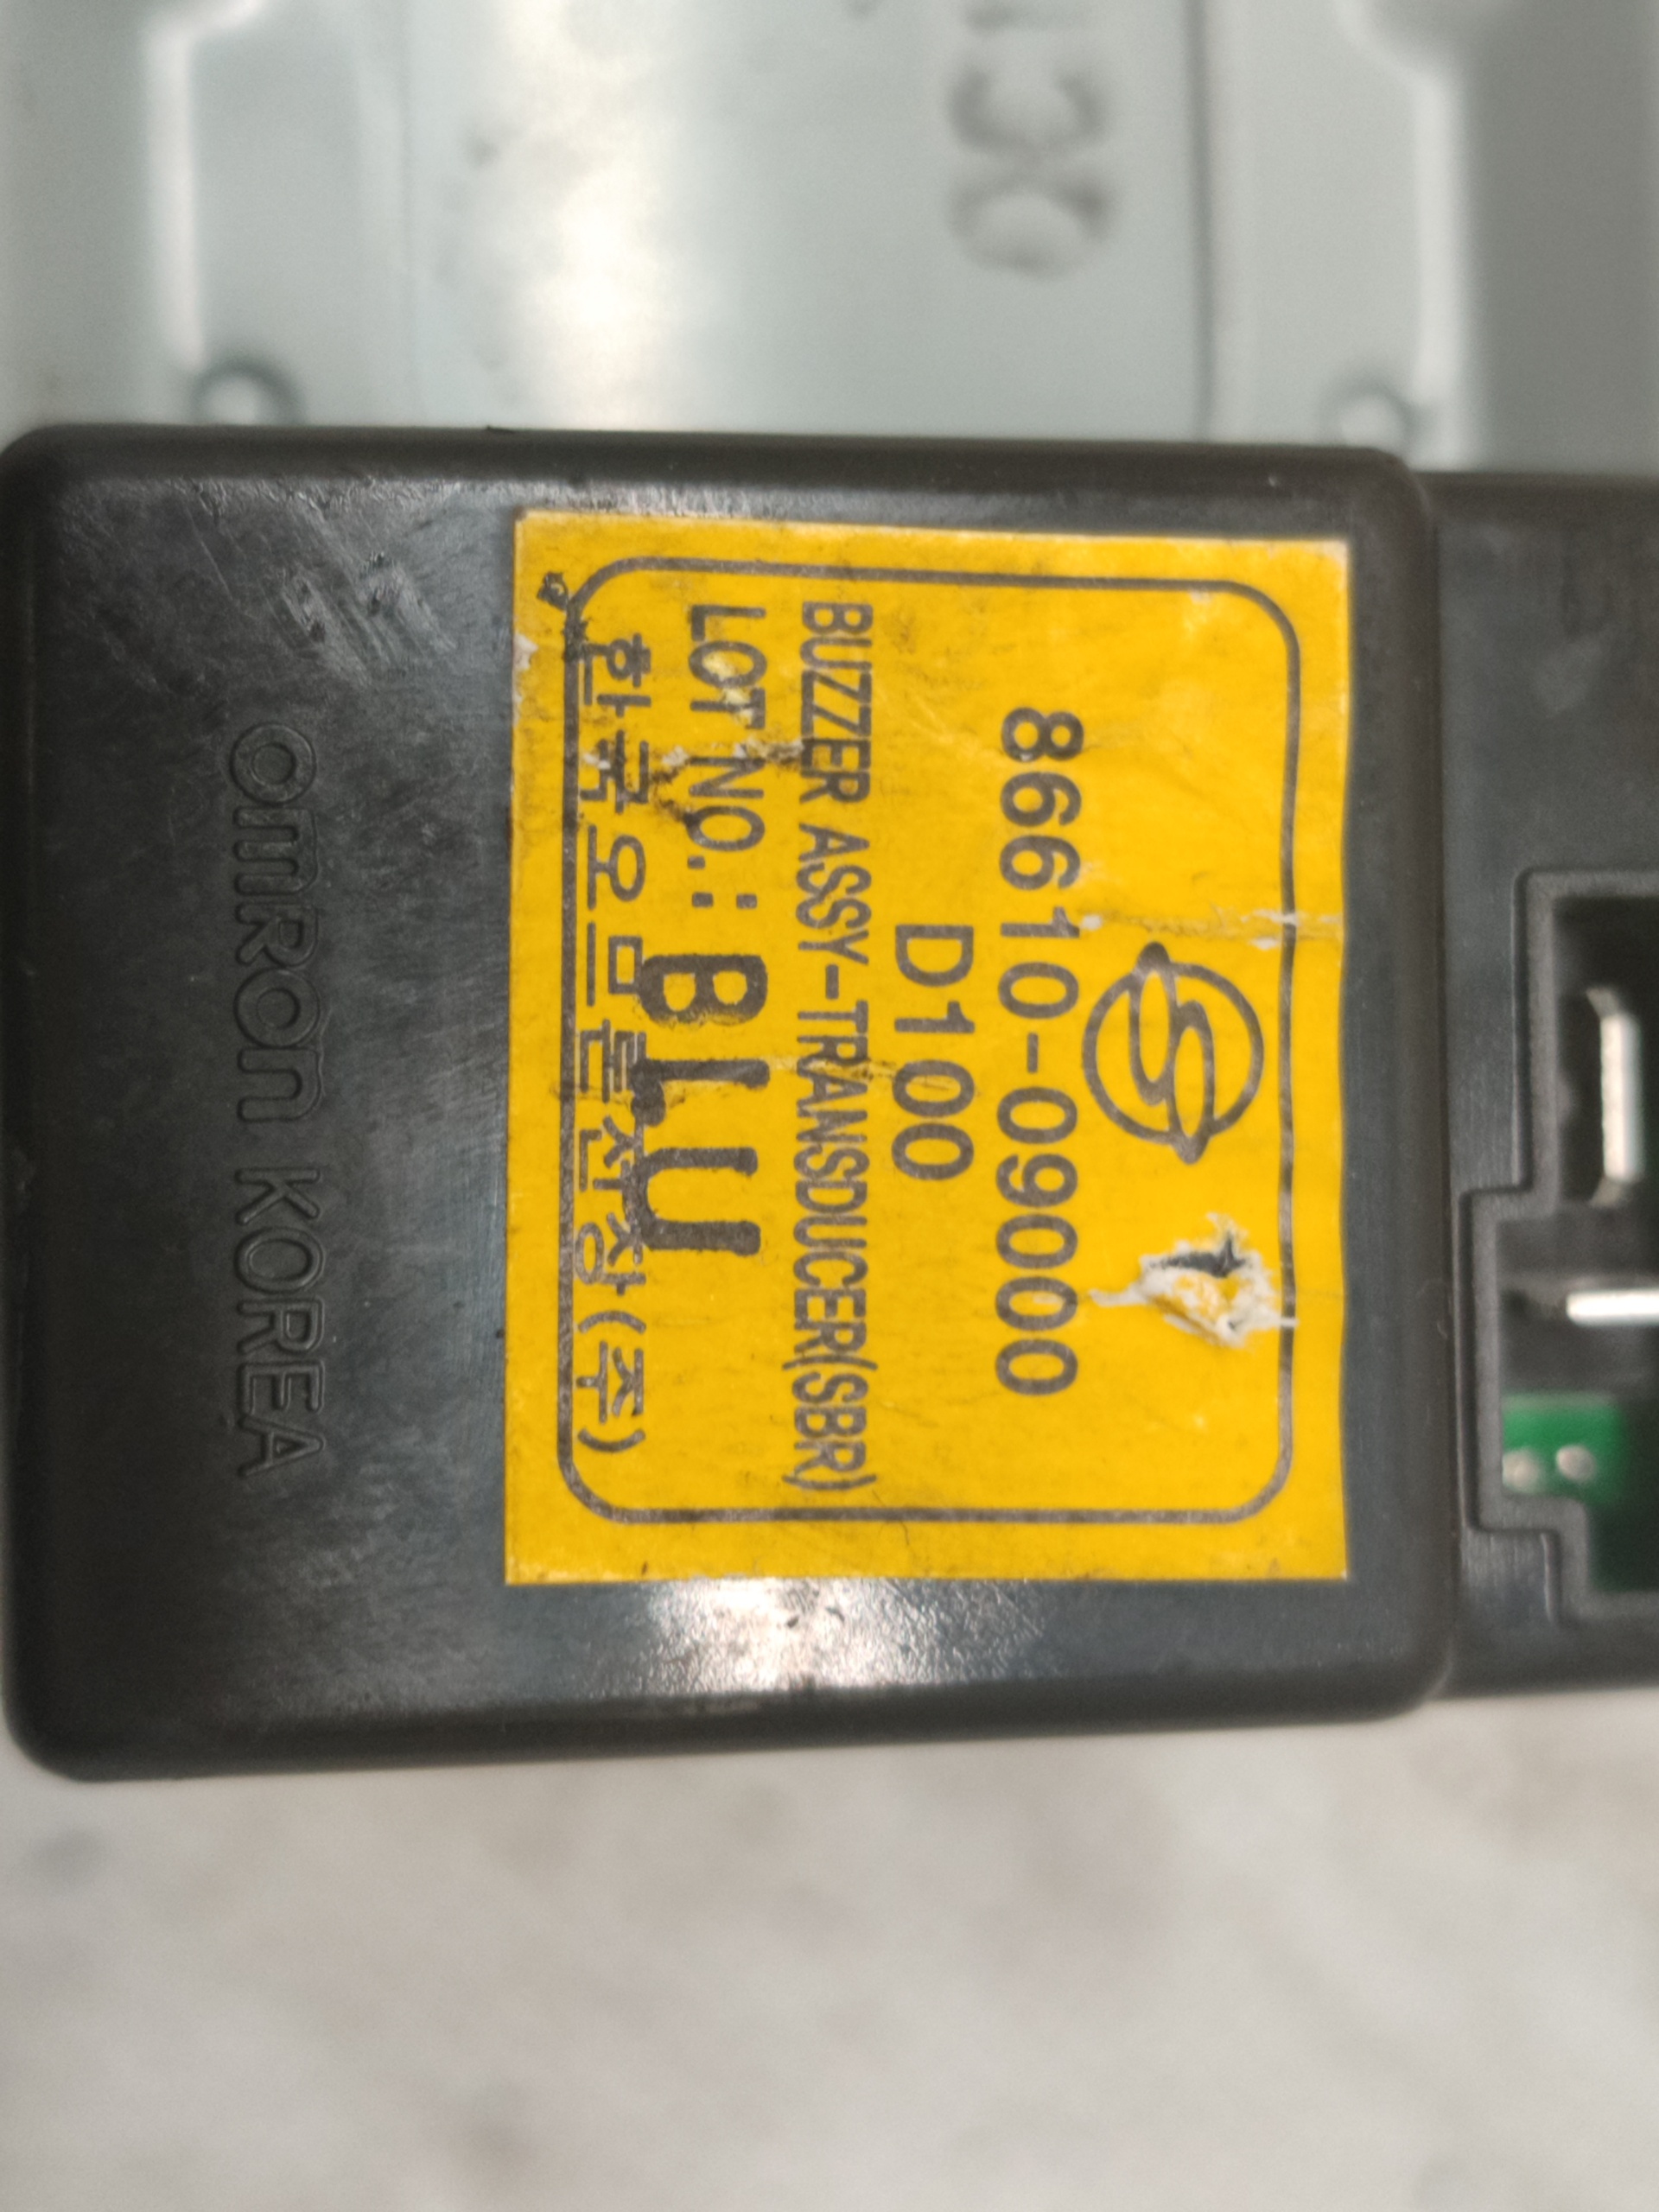 86610-09000
D100
BUZZER ASSY-TRANSDUCER(SBR)
LOT NO.: BLU
한국오므론전장(주)
OMRON KOREA